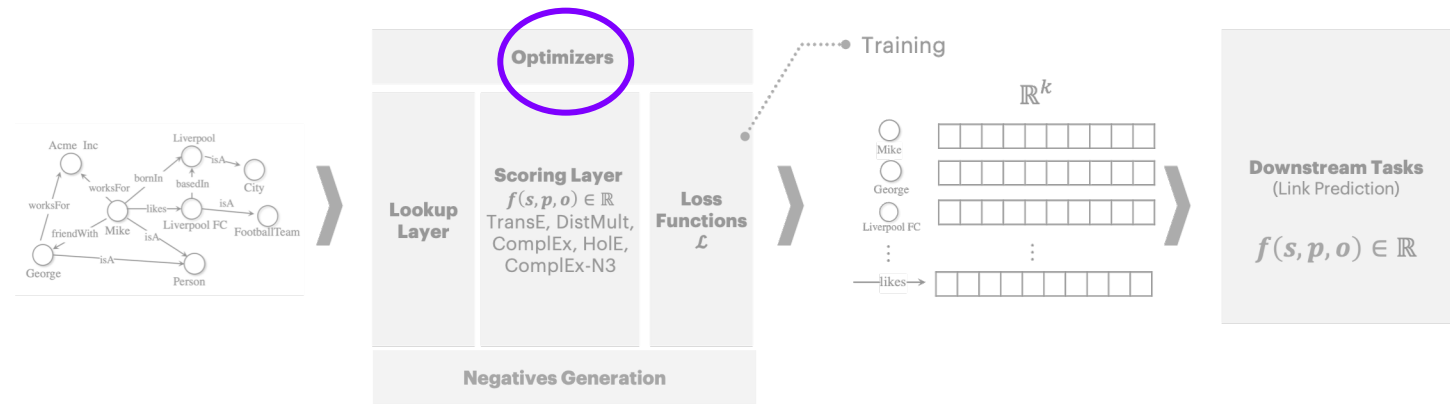 Acme Inc
Liverpool
isA
City
bornIn
basedIn
worksFor
worksFor
likes
isA
Liverpool FC
FootballTeam
friendWith
Mike
isA
isA
George
Person
Optimizers
Lookup
Layer
Scoring Layer
f(s, p, o) ∈ ℝ
TransE, DistMult,
ComplEx, HolE,
ComplEx-N3
Loss
Functions
ℒ
Negatives Generation
Training
ℝᵏ
Mike
George
Liverpool FC
⋮ ⋮
likes
Downstream Tasks
(Link Prediction)
f(s, p, o) ∈ ℝ